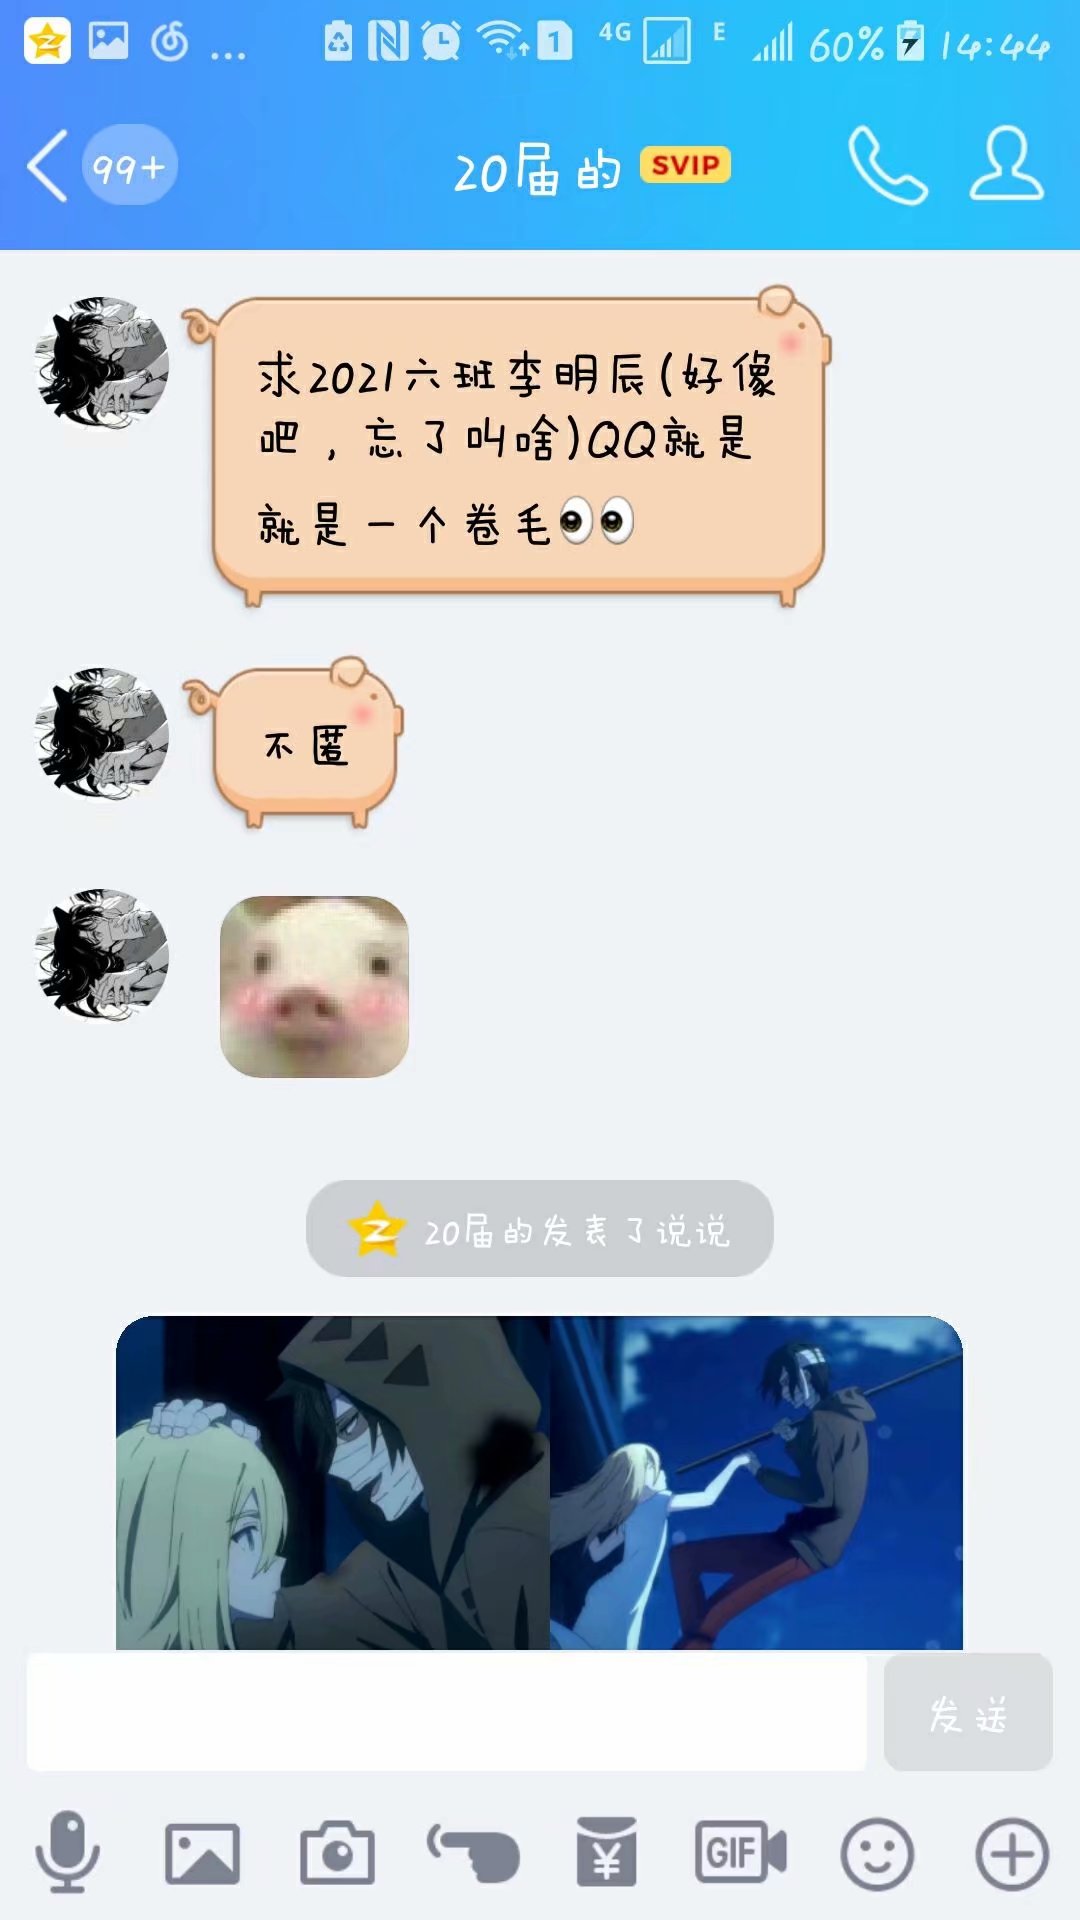 4G
E
60%
14:44
99+
20届的
SVIP
求2021六班李明辰(好像
吧，忘了叫啥)QQ就是
就是一个卷毛👀
不匿
20届的发表了说说
发送
GIF